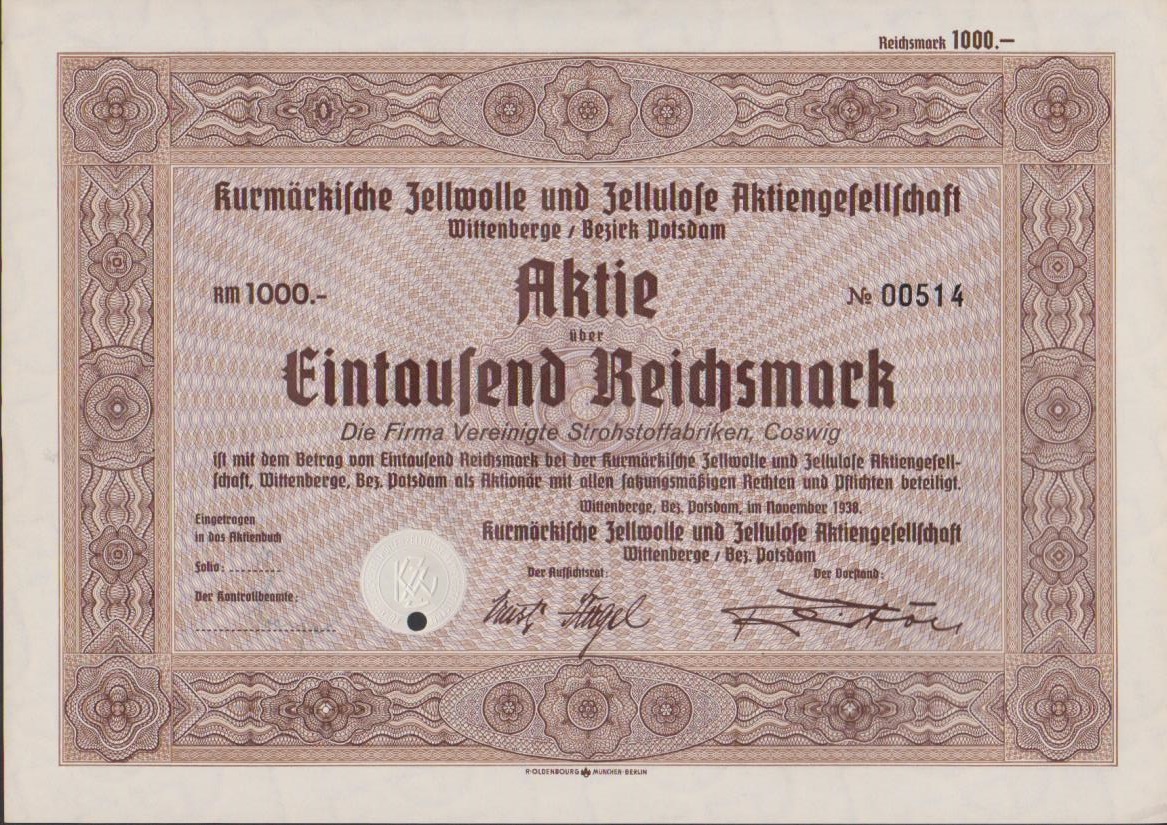 Reichsmark 1000.—
Kurmärkische Zellwolle und Zellulose Aktiengesellschaft
Wittenberge / Bezirk Potsdam
Aktie
RM 1000.-
№ 00514
über
Eintausend Reichsmark
Die Firma Vereinigte Strohstoffabriken, Coswig
ist mit dem Betrag von Eintausend Reichsmark bei der Kurmärkische Zellwolle und Zellulose Aktiengesell-
schaft, Wittenberge, Bez. Potsdam als Aktionär mit allen satzungsmäßigen Rechten und Pflichten beteiligt.
Wittenberge, Bez. Potsdam, im November 1938.
Kurmärkische Zellwolle und Zellulose Aktiengesellschaft
Wittenberge / Bez. Potsdam
Eingetragen
in das Aktienbuch
Folio:
Der Kontrollbeamte:
Der Aufsichtsrat:
Der Vorstand:
R·OLDENBOURG MÜNCHEN·BERLIN